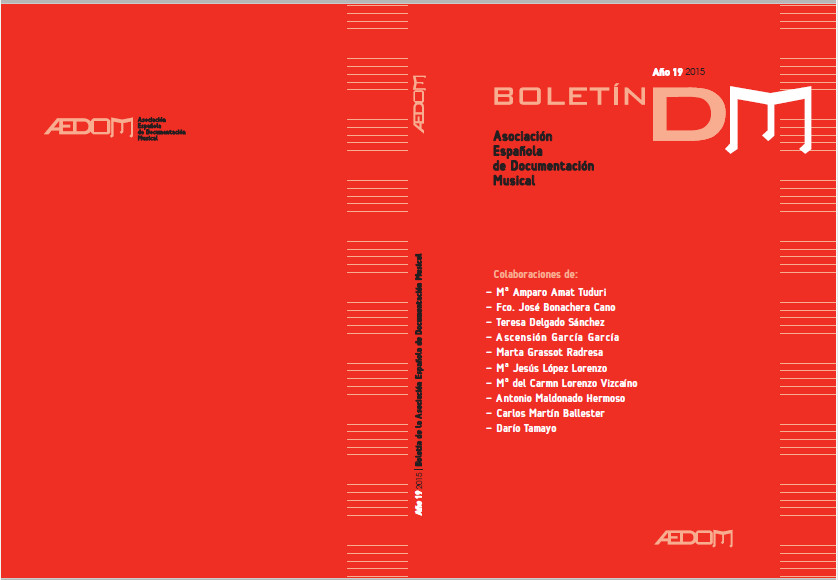 ÆDOM
Asociación
Española
de Documentación
Musical
ÆDOM
Año 19 | 2015 | Boletín de la Asociación Española de Documentación Musical
Año 19 | 2015
BOLETÍN DM
Asociación
Española
de Documentación
Musical
Colaboraciones de:
– Mª Amparo Amat Tuduri
– Fco. José Bonachera Cano
– Teresa Delgado Sánchez
– Ascensión García García
– Marta Grassot Radresa
– Mª Jesús López Lorenzo
– Mª del Carmn Lorenzo Vizcaíno
– Antonio Maldonado Hermoso
– Carlos Martín Ballester
– Darío Tamayo
ÆDOM